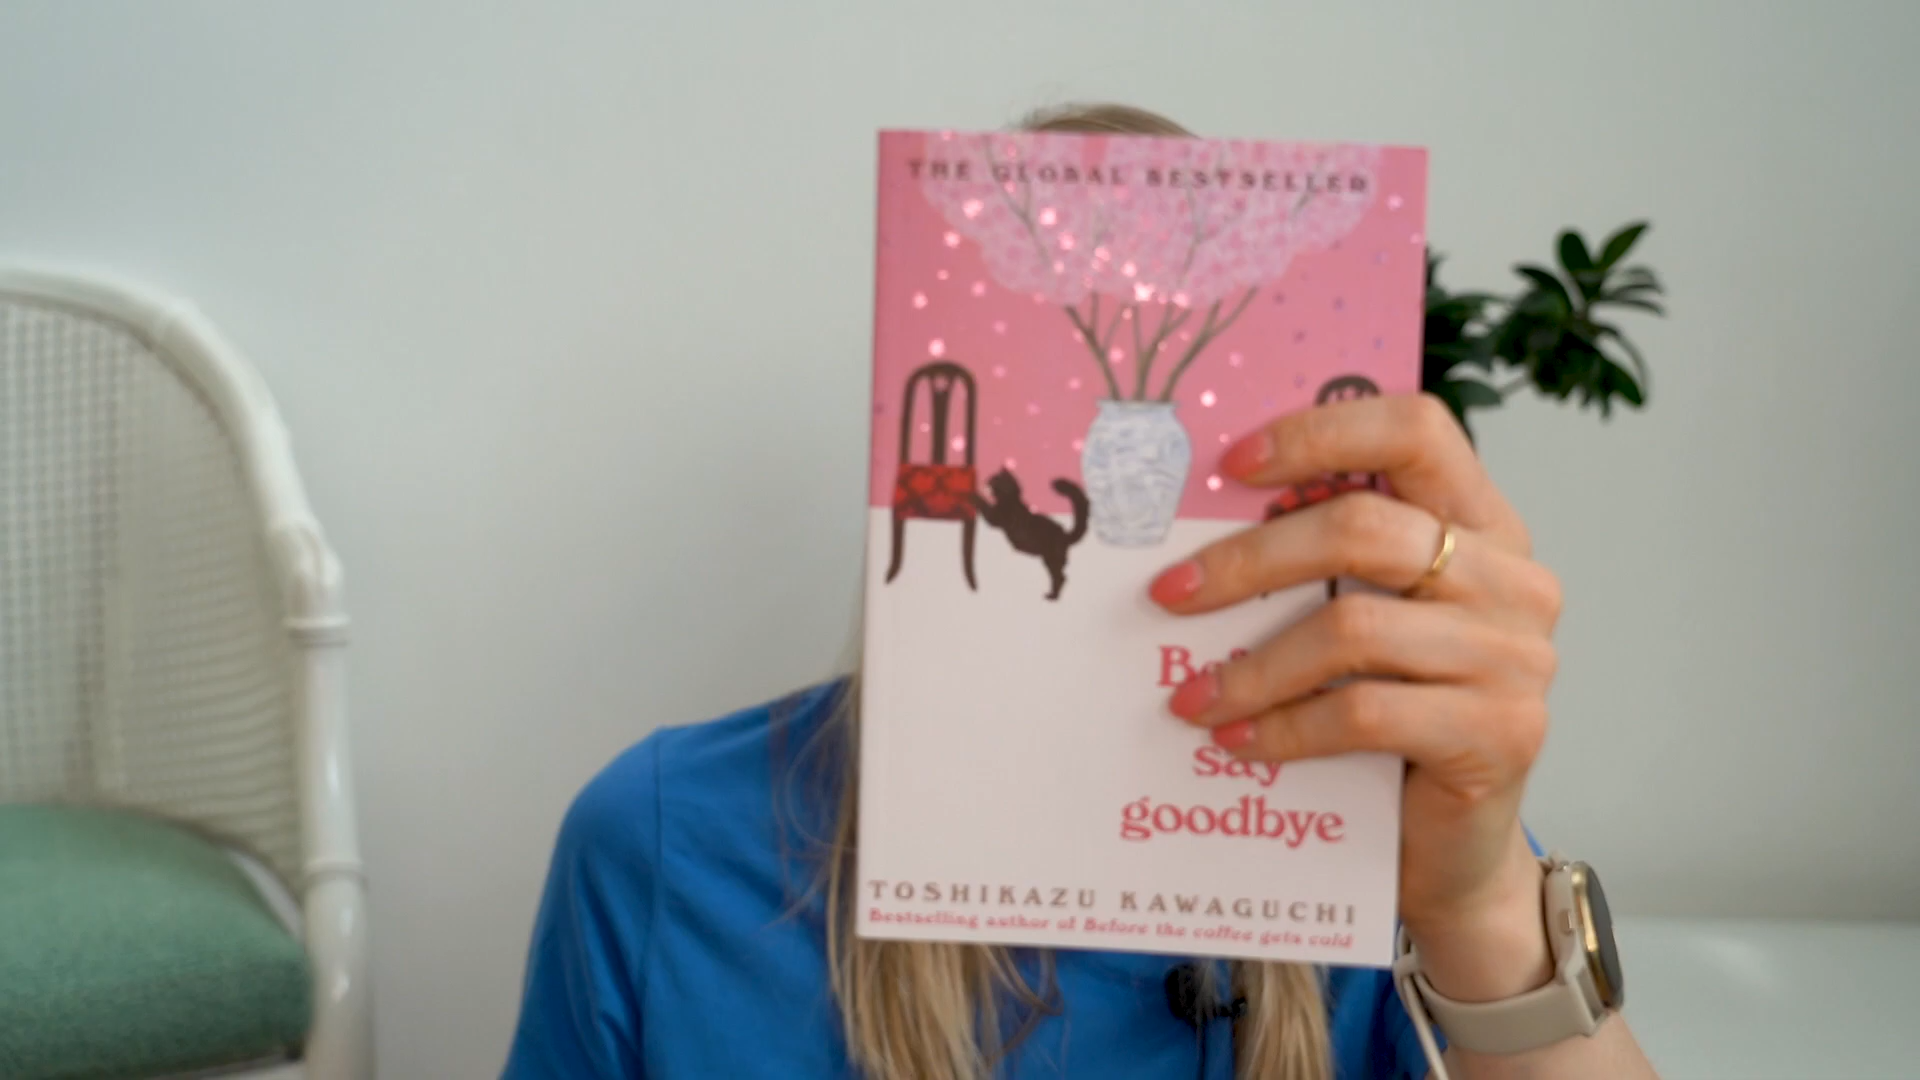 THE GLOBAL BESTSELLER
say
goodbye
TOSHIKAZU KAWAGUCHI
Bestselling author of Before the coffee gets cold